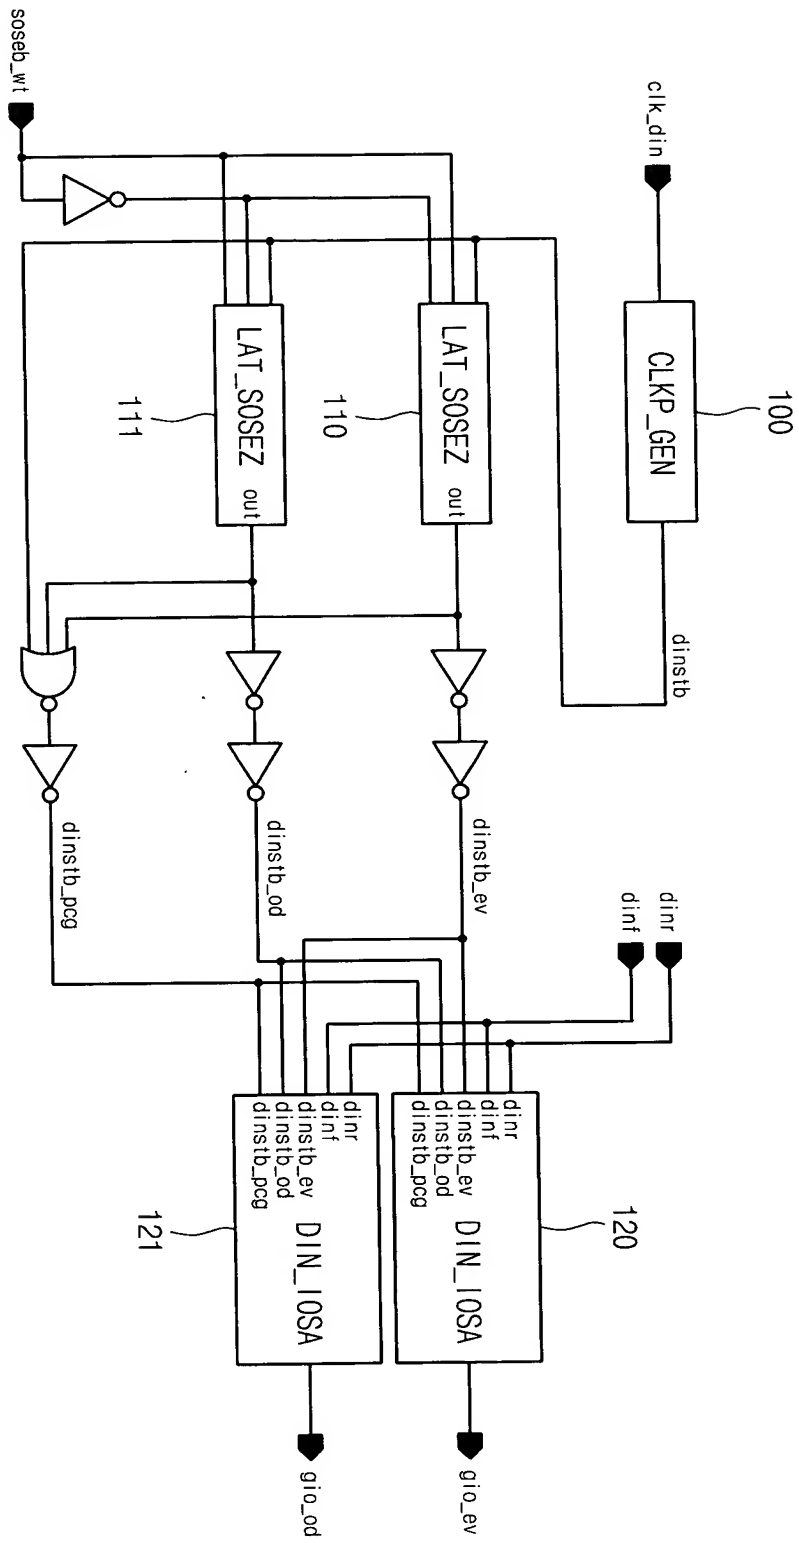 clk_din
CLKP_GEN
100
dinstb
soseb_wt
LAT_SOSEZ
out
110
LAT_SOSEZ
out
111
dinstb_ev
dinstb_od
dinstb_pcg
dinr
dinf
dinr
dinf
dinstb_ev
dinstb_od
dinstb_pcg
DIN_IOSA
120
gio_ev
dinr
dinf
dinstb_ev
dinstb_od
dinstb_pcg
DIN_IOSA
121
gio_od